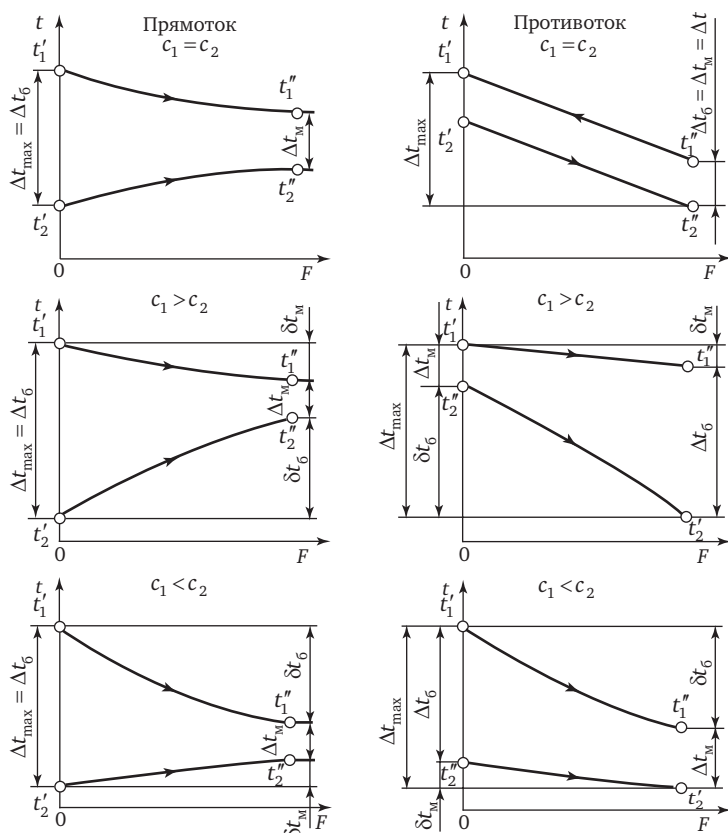 Прямоток
c₁ = c₂
t
t′₁
Δt_max = Δt_б
t″₁
Δt_м
t″₂
t′₂
0
F
Противоток
c₁ = c₂
t
t′₁
Δt_max
t′₂
t″₁
Δt_б = Δt_м = Δt
t″₂
0
F
c₁ > c₂
t
t′₁
δt_м
Δt_max = Δt_б
t″₁
Δt_м
t″₂
δt_б
t′₂
0
F
c₁ > c₂
t
t′₁
δt_м
Δt_м
t″₁
t″₂
Δt_max
δt_б
Δt_б
t′₂
0
F
c₁ < c₂
t
t′₁
Δt_max = Δt_б
δt_б
t″₁
Δt_м
t″₂
t′₂
δt_м
0
F
c₁ < c₂
t
t′₁
Δt_max
Δt_б
δt_б
t″₁
Δt_м
t″₂
t′₂
δt_м
0
F